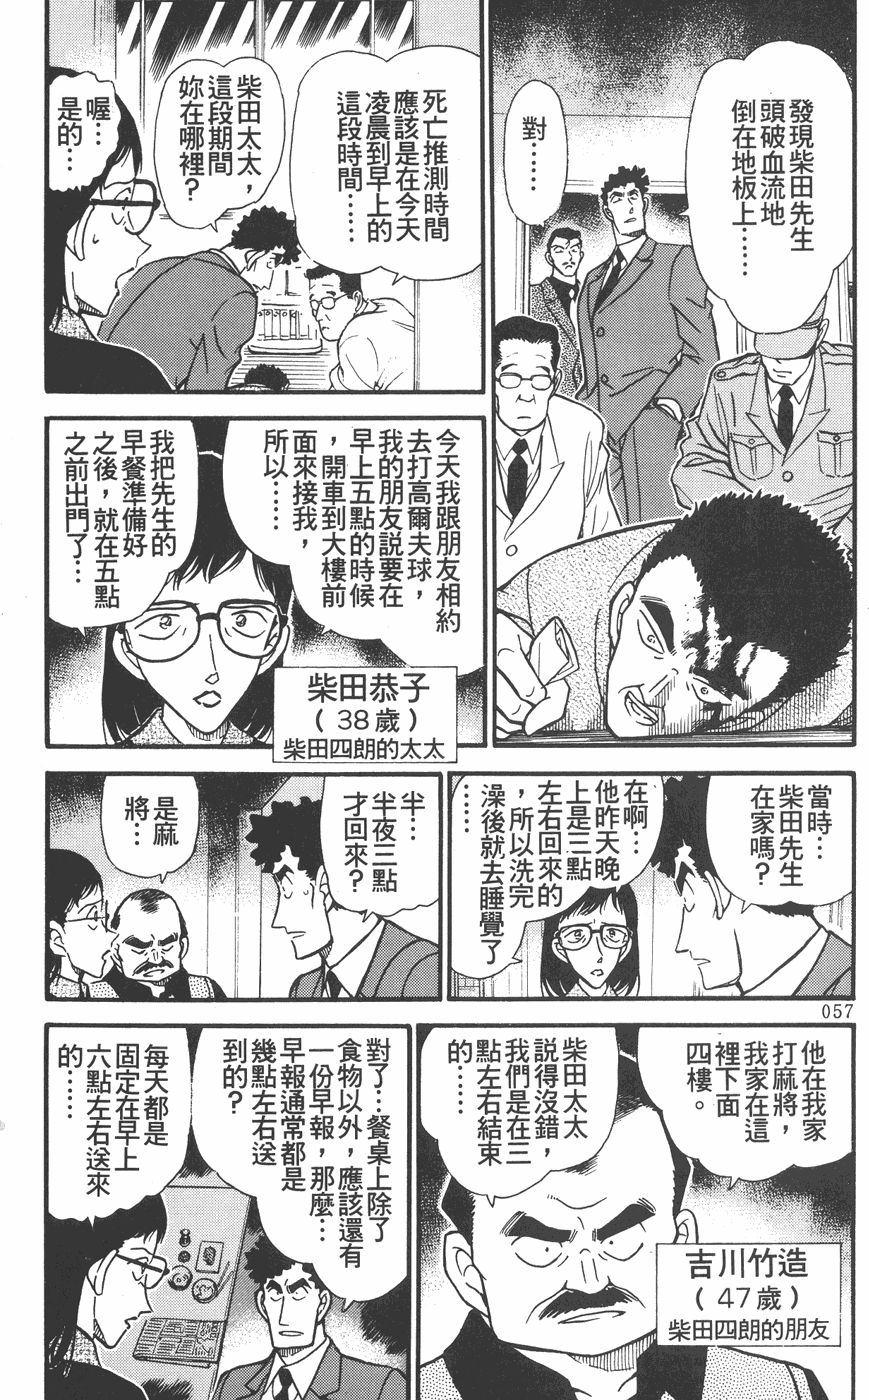 發現柴田先生
頭破血流地
倒在地板上……
對……
死亡推測時間
應該是在今天
凌晨到早上的
這段時間……
柴田太太，
這段期間
妳在哪裡？
喔…
是的…
今天我跟朋友相約
去打高爾夫球，
我的朋友說要在
早上五點的時候
，開車到大樓前
面來接我，
所以……
我把先生的
早餐準備好
之後，就在五點
之前出門了…
柴田恭子
（38歲）
柴田四朗的太太
當時…
柴田先生
在家嗎？
在啊…
他昨天晚
上是三點
左右回來的
，所以洗完
澡後就去睡覺了
……
半…
半夜三點
才回來？
是麻
將…
057
他在我家
打麻將，
我家在這
裡下面
四樓。
柴田太太
說得沒錯，
我們是在三
點左右結束
的……
吉川竹造
（47歲）
柴田四朗的朋友
對了…餐桌上除了
食物以外，應該還有
一份早報，那麼…
早報通常都是
幾點左右送
到的？
每天都是
固定在早上
六點左右送來
的……